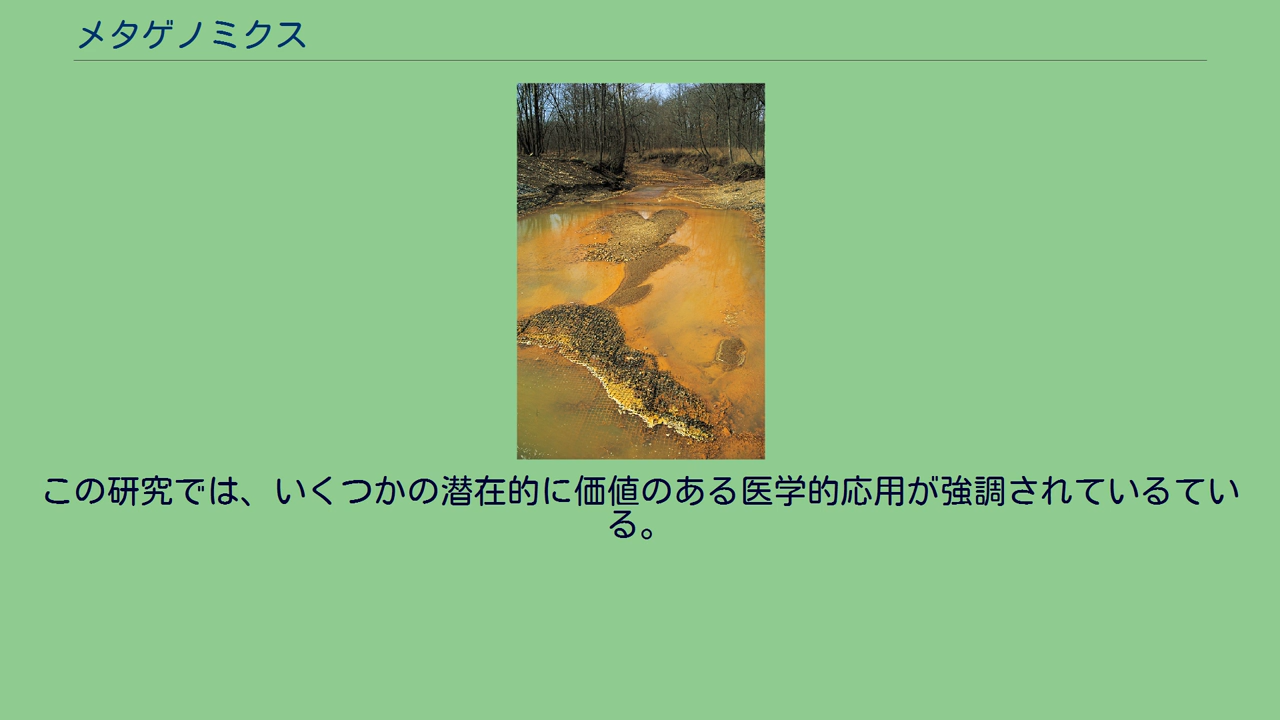 メタゲノミクス
この研究では、いくつかの潜在的に価値のある医学的応用が強調されているてい
る。